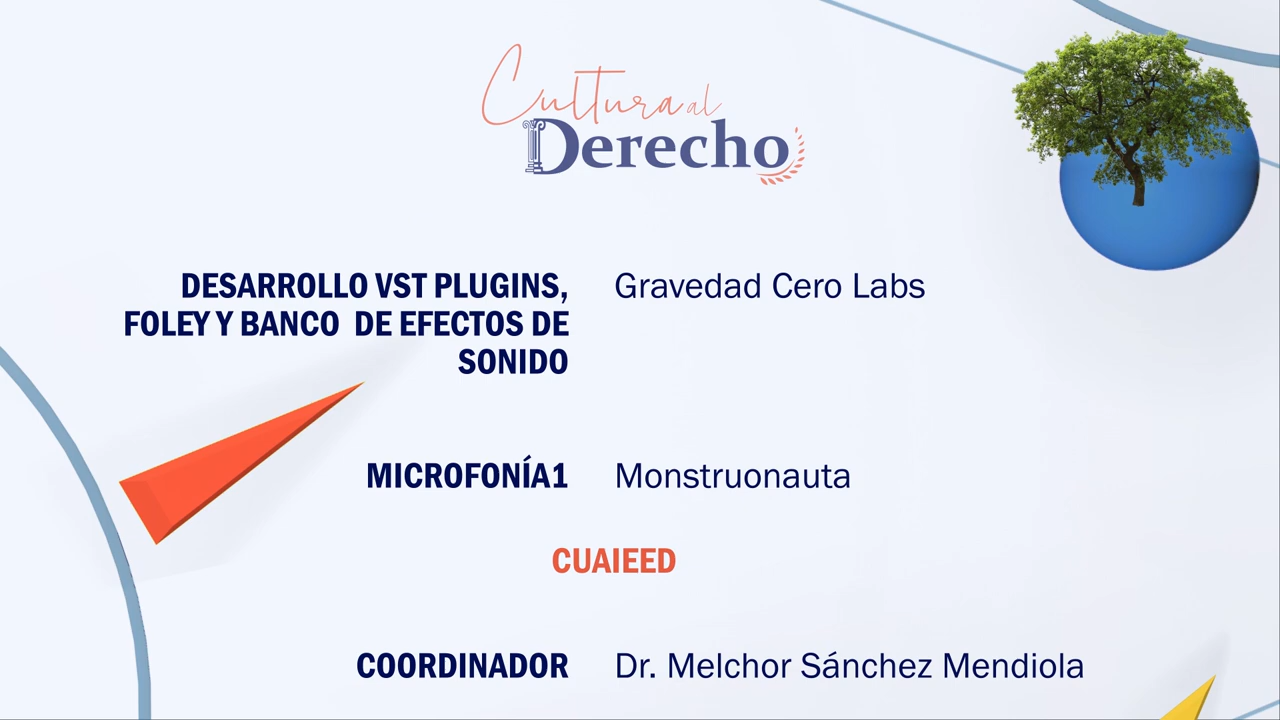 Cultura al
Derecho
DESARROLLO VST PLUGINS, Gravedad Cero Labs
FOLEY Y BANCO  DE EFECTOS DE
SONIDO
MICROFONÍA1 Monstruonauta
CUAIEED
COORDINADOR Dr. Melchor Sánchez Mendiola